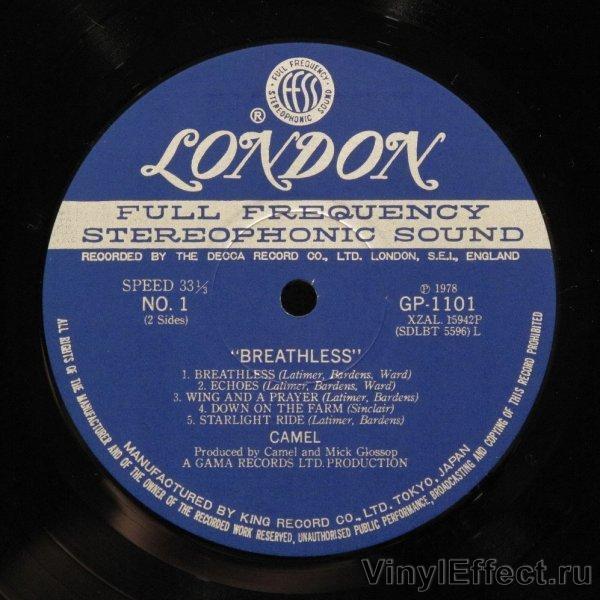 FULL FREQUENCY
ffss
STEREOPHONIC SOUND
®
LONDON
FULL FREQUENCY
STEREOPHONIC SOUND
RECORDED BY THE DECCA RECORD CO., LTD. LONDON, S.E.I., ENGLAND
SPEED 33⅓
NO. 1
(2 Sides)
℗ 1978
GP-1101
XZAL. 15942P
(SDLBT 5596) L
"BREATHLESS"
1. BREATHLESS (Latimer, Bardens, Ward)
2. ECHOES (Latimer, Bardens, Ward)
3. WING AND A PRAYER (Latimer, Bardens)
4. DOWN ON THE FARM (Sinclair)
5. STARLIGHT RIDE (Latimer, Bardens)
CAMEL
Produced by Camel and Mick Glossop
A GAMA RECORDS LTD. PRODUCTION
MANUFACTURED BY KING RECORD CO., LTD. TOKYO, JAPAN
ALL RIGHTS OF THE MANUFACTURER AND OF THE OWNER OF THE RECORDED WORK RESERVED, UNAUTHORISED PUBLIC PERFORMANCE, BROADCASTING AND COPYING OF THIS RECORD PROHIBITED
VinylEffect.ru